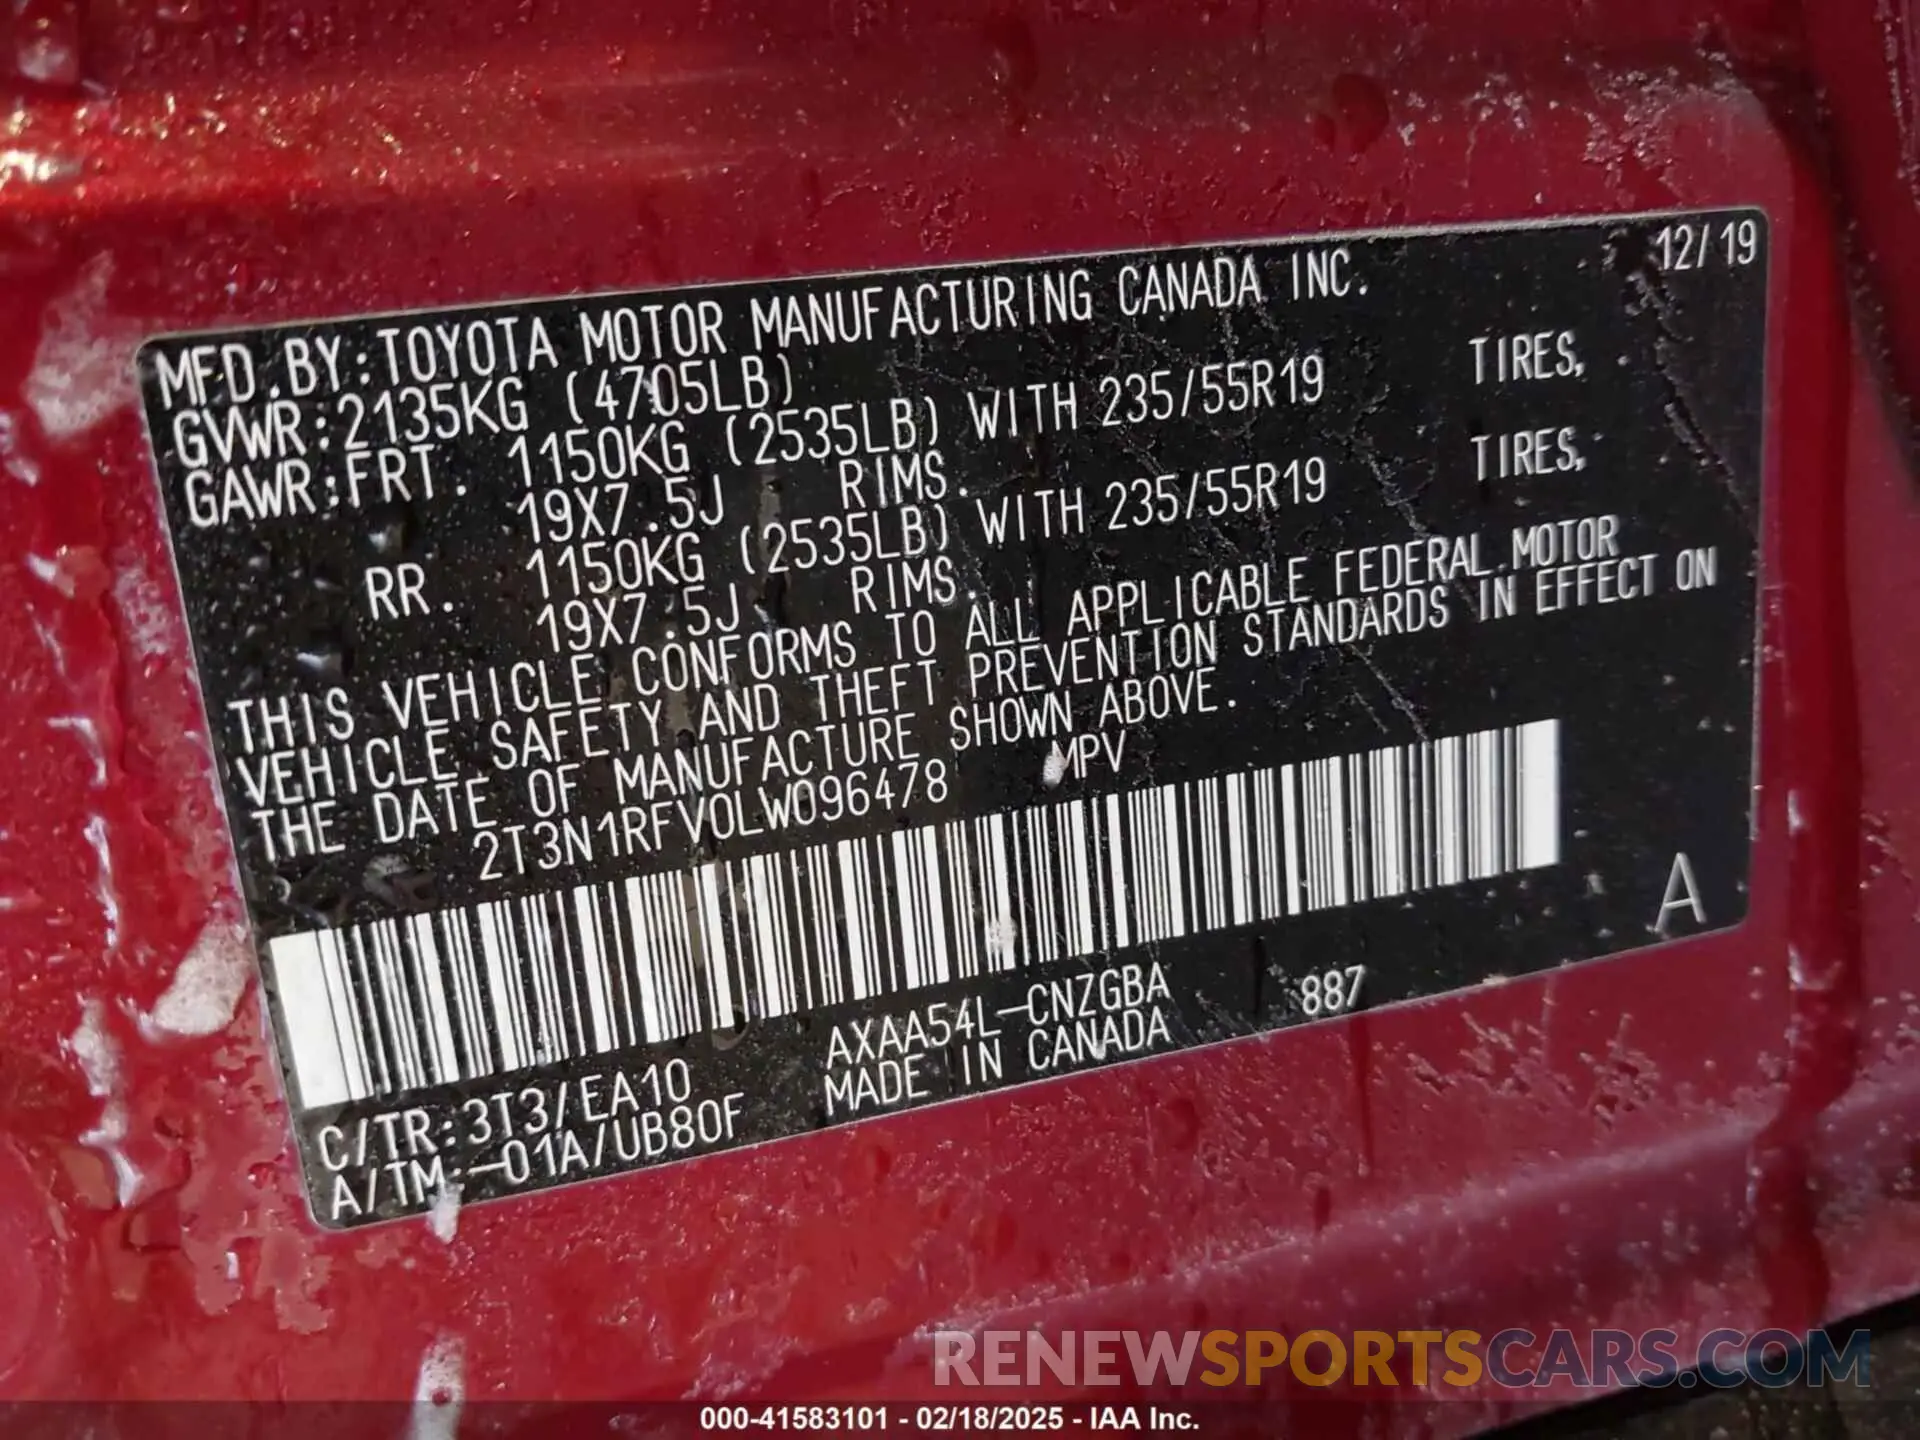 12/19
MFD.BY:TOYOTA MOTOR MANUFACTURING CANADA INC.
GVWR:2135KG (4705LB)
GAWR:FRT. 1150KG (2535LB) WITH 235/55R19 TIRES,
19X7.5J RIMS.
RR. 1150KG (2535LB) WITH 235/55R19 TIRES,
19X7.5J RIMS.
THIS VEHICLE CONFORMS TO ALL APPLICABLE FEDERAL MOTOR
VEHICLE SAFETY AND THEFT PREVENTION STANDARDS IN EFFECT ON
THE DATE OF MANUFACTURE SHOWN ABOVE.
2T3N1RFV0LW096478 MPV
A
C/TR:3T3/EA10 AXAA54L-CNZGBA 887
A/TM:-01A/UB80F MADE IN CANADA
RENEWSPORTSCARS.COM
000-41583101 - 02/18/2025 - IAA Inc.